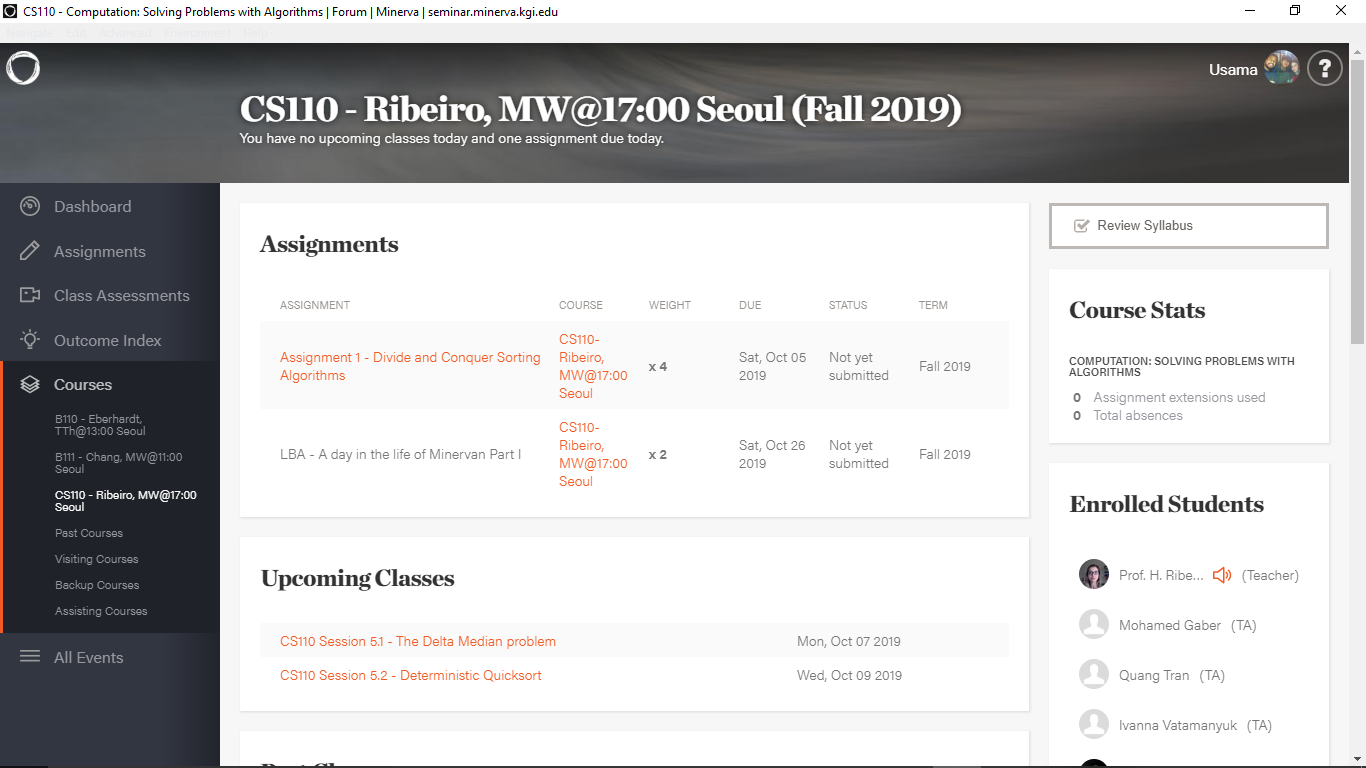 CS110 - Computation: Solving Problems with Algorithms | Forum | Minerva | seminar.minerva.kgi.edu
Navigate Edit Advanced Environment Help
Usama
?
CS110 - Ribeiro, MW@17:00 Seoul (Fall 2019)
You have no upcoming classes today and one assignment due today.
Dashboard
Assignments
Class Assessments
Outcome Index
Courses
B110 - Eberhardt,
TTh@13:00 Seoul
B111 - Chang, MW@11:00
Seoul
CS110 - Ribeiro, MW@17:00
Seoul
Past Courses
Visiting Courses
Backup Courses
Assisting Courses
All Events
Assignments
ASSIGNMENT COURSE WEIGHT DUE STATUS TERM
Assignment 1 - Divide and Conquer Sorting
Algorithms
CS110-
Ribeiro,
MW@17:00
Seoul
x 4
Sat, Oct 05
2019
Not yet
submitted
Fall 2019
LBA - A day in the life of Minervan Part I
CS110-
Ribeiro,
MW@17:00
Seoul
x 2
Sat, Oct 26
2019
Not yet
submitted
Fall 2019
Upcoming Classes
CS110 Session 5.1 - The Delta Median problem Mon, Oct 07 2019
CS110 Session 5.2 - Deterministic Quicksort Wed, Oct 09 2019
Review Syllabus
Course Stats
COMPUTATION: SOLVING PROBLEMS WITH
ALGORITHMS
0 Assignment extensions used
0 Total absences
Enrolled Students
Prof. H. Ribe... (Teacher)
Mohamed Gaber (TA)
Quang Tran (TA)
Ivanna Vatamanyuk (TA)